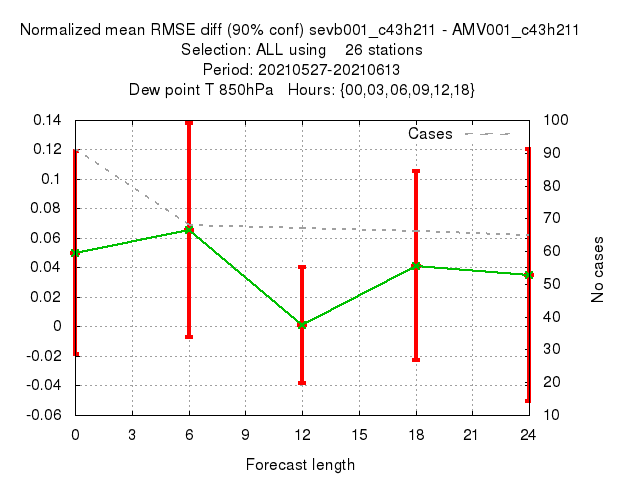 Normalized mean RMSE diff (90% conf) sevb001_c43h211 - AMV001_c43h211
Selection: ALL using    26 stations
Period: 20210527-20210613
Dew point T 850hPa   Hours: {00,03,06,09,12,18}
Cases
0.14
0.12
0.1
0.08
0.06
0.04
0.02
0
-0.02
-0.04
-0.06
100
90
80
70
60
50
40
30
20
10
No cases
0 3 6 9 12 15 18 21 24
Forecast length